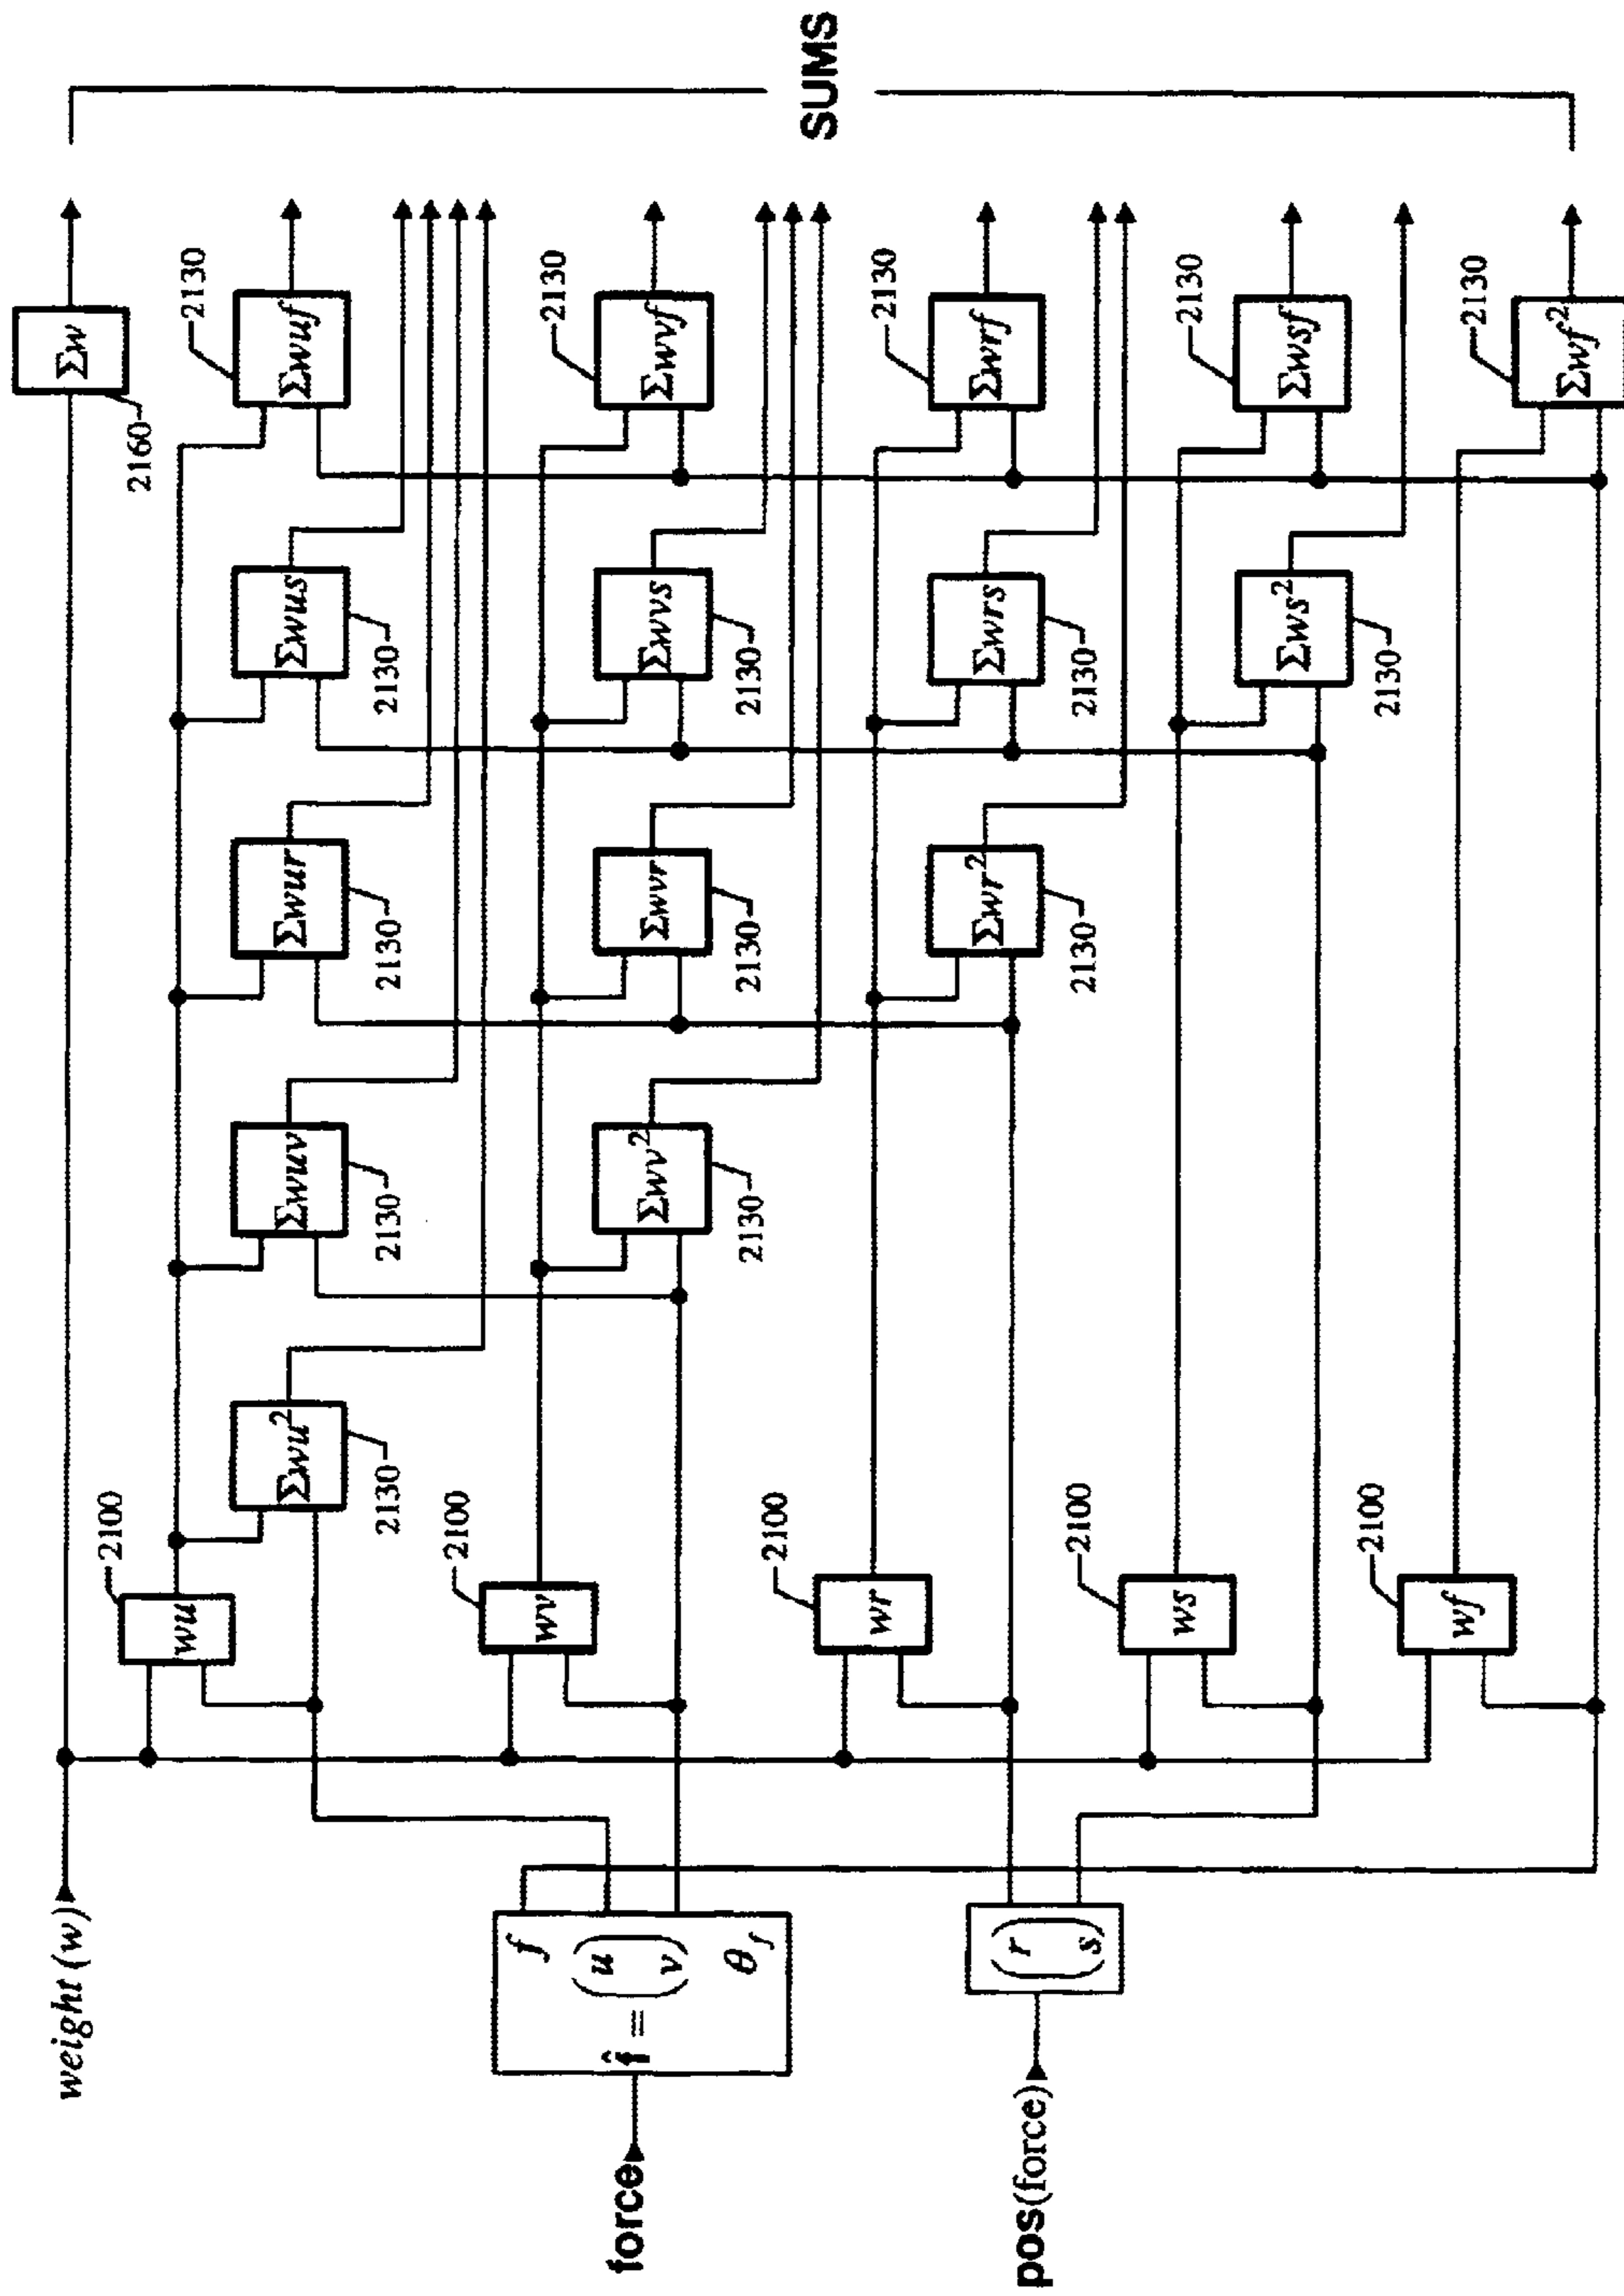 weight (w)
Σw
2160
SUMS
2100
wu
Σwu²
2130
Σwuv
2130
Σwur
2130
Σwus
2130
Σwuf
2130
force
f̂ =
f
(u
v)
θf
2100
wv
Σwv²
2130
Σwvr
2130
Σwvs
2130
Σwvf
2130
pos(force)
(r
s)
2100
wr
Σwr²
2130
Σwrs
2130
Σwrf
2130
2100
ws
Σws²
2130
Σwsf
2130
2100
wf
Σwf²
2130